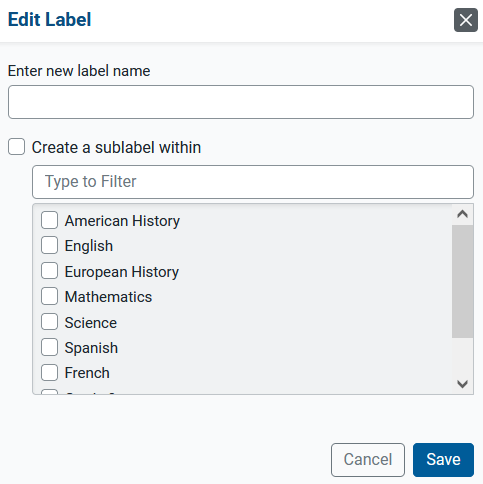 Edit Label
Enter new label name
Create a sublabel within
Type to Filter
American History
English
European History
Mathematics
Science
Spanish
French
Cancel
Save